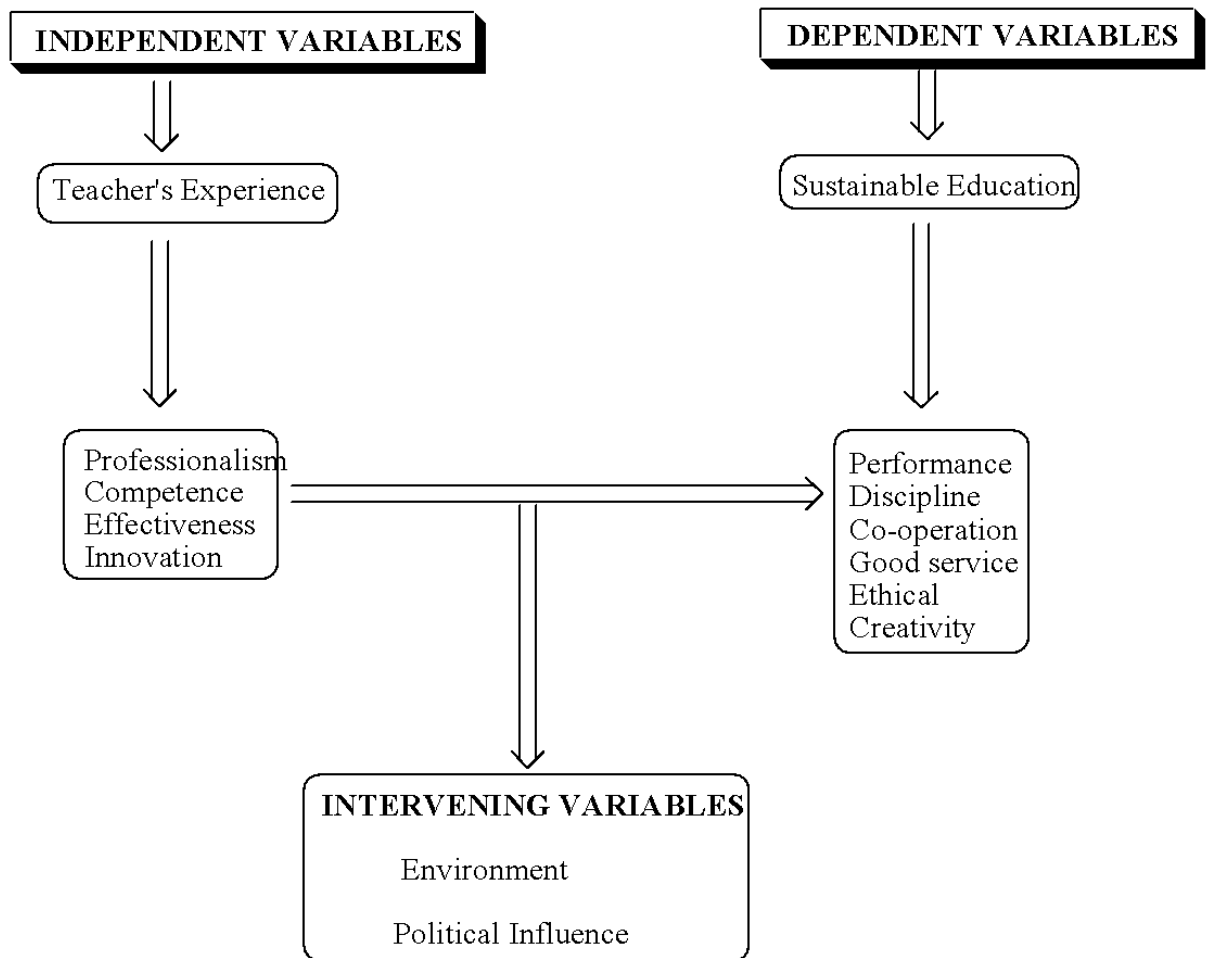 INDEPENDENT VARIABLES
DEPENDENT VARIABLES
Teacher's Experience
Sustainable Education
Professionalism
Competence
Effectiveness
Innovation
Performance
Discipline
Co-operation
Good service
Ethical
Creativity
INTERVENING VARIABLES
Environment
Political Influence